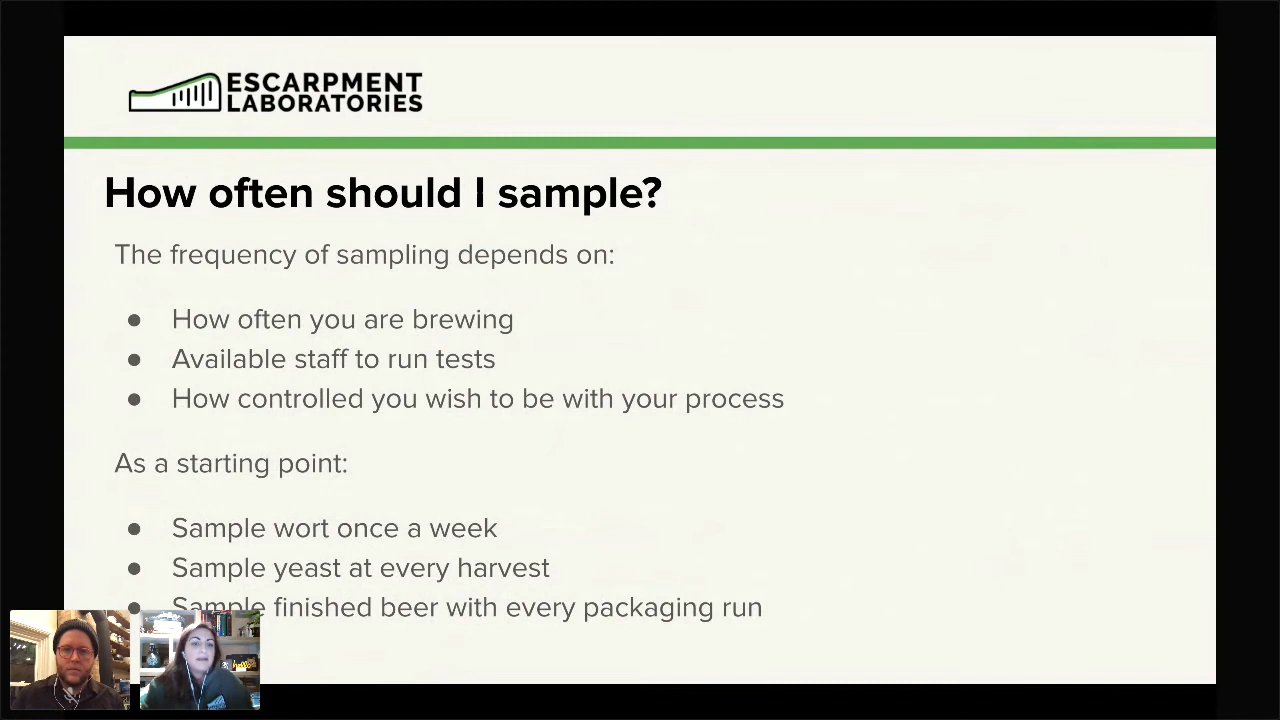 ESCARPMENT
LABORATORIES
How often should I sample?
The frequency of sampling depends on:
● How often you are brewing
● Available staff to run tests
● How controlled you wish to be with your process
As a starting point:
● Sample wort once a week
● Sample yeast at every harvest
● Sample finished beer with every packaging run